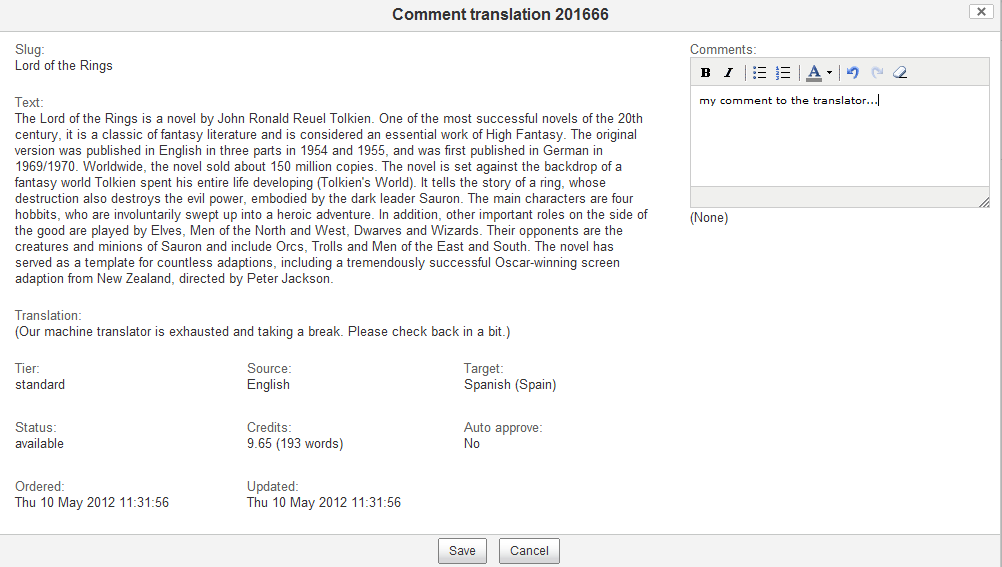 Comment translation 201666
Slug:
Lord of the Rings
Text:
The Lord of the Rings is a novel by John Ronald Reuel Tolkien. One of the most successful novels of the 20th
century, it is a classic of fantasy literature and is considered an essential work of High Fantasy. The original
version was published in English in three parts in 1954 and 1955, and was first published in German in
1969/1970. Worldwide, the novel sold about 150 million copies. The novel is set against the backdrop of a
fantasy world Tolkien spent his entire life developing (Tolkien's World). It tells the story of a ring, whose
destruction also destroys the evil power, embodied by the dark leader Sauron. The main characters are four
hobbits, who are involuntarily swept up into a heroic adventure. In addition, other important roles on the side of
the good are played by Elves, Men of the North and West, Dwarves and Wizards. Their opponents are the
creatures and minions of Sauron and include Orcs, Trolls and Men of the East and South. The novel has
served as a template for countless adaptions, including a tremendously successful Oscar-winning screen
adaption from New Zealand, directed by Peter Jackson.
Translation:
(Our machine translator is exhausted and taking a break. Please check back in a bit.)
Tier: Source: Target:
standard English Spanish (Spain)
Status: Credits: Auto approve:
available 9.65 (193 words) No
Ordered: Updated:
Thu 10 May 2012 11:31:56 Thu 10 May 2012 11:31:56
Comments:
B I A
my comment to the translator...
(None)
Save Cancel